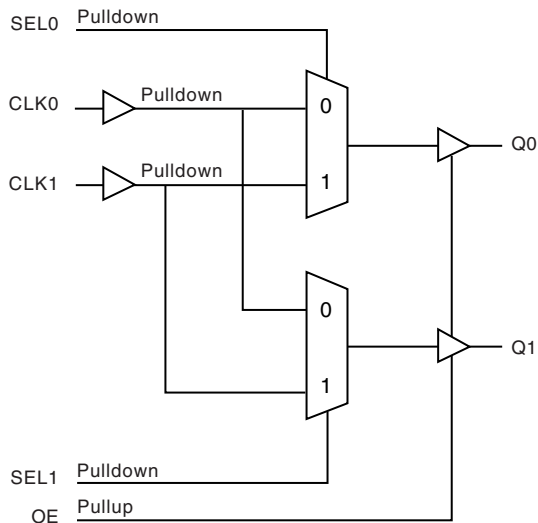 SEL0 Pulldown
CLK0 Pulldown
0
Q0
CLK1 Pulldown
1
0
Q1
1
SEL1 Pulldown
OE Pullup